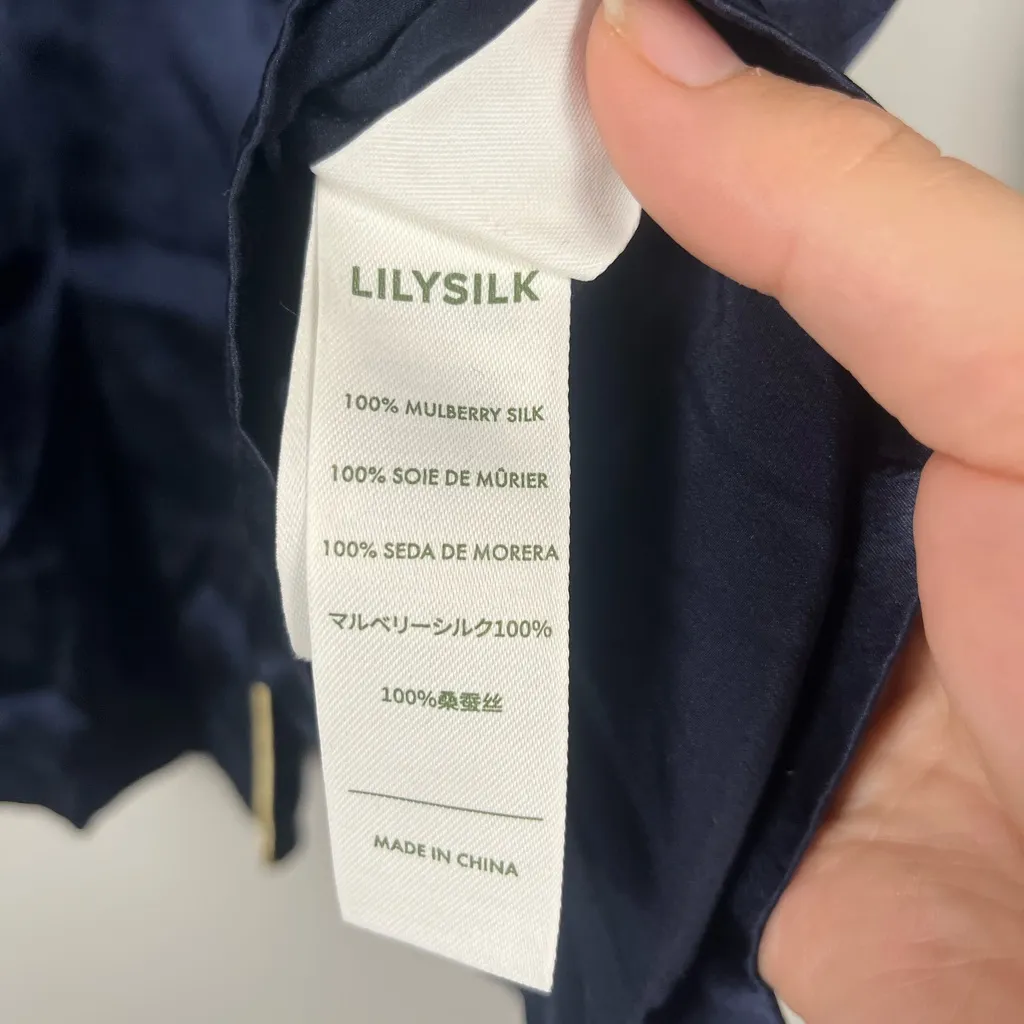 LILYSILK
100% MULBERRY SILK
100% SOIE DE MÛRIER
100% SEDA DE MORERA
マルベリーシルク100%
100%桑蚕丝
MADE IN CHINA